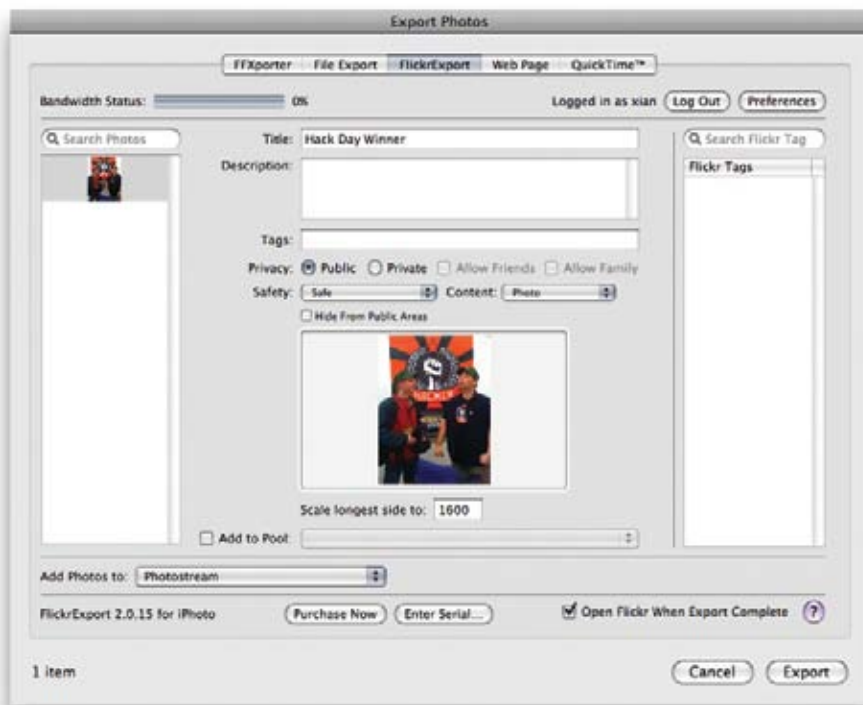 Export Photos
FFXporter File Export FlickrExport Web Page QuickTime™
Bandwidth Status: 0% Logged in as xian Log Out Preferences
Search Photos
Title: Hack Day Winner
Search Flickr Tag
Description:
Flickr Tags
Tags:
Privacy: Public Private Allow Friends Allow Family
Safety: Safe Content: Photo
Hide From Public Areas
Scale longest side to: 1600
Add to Pool:
Add Photos to: Photostream
FlickrExport 2.0.15 for iPhoto Purchase Now Enter Serial... Open Flickr When Export Complete ?
1 item Cancel Export